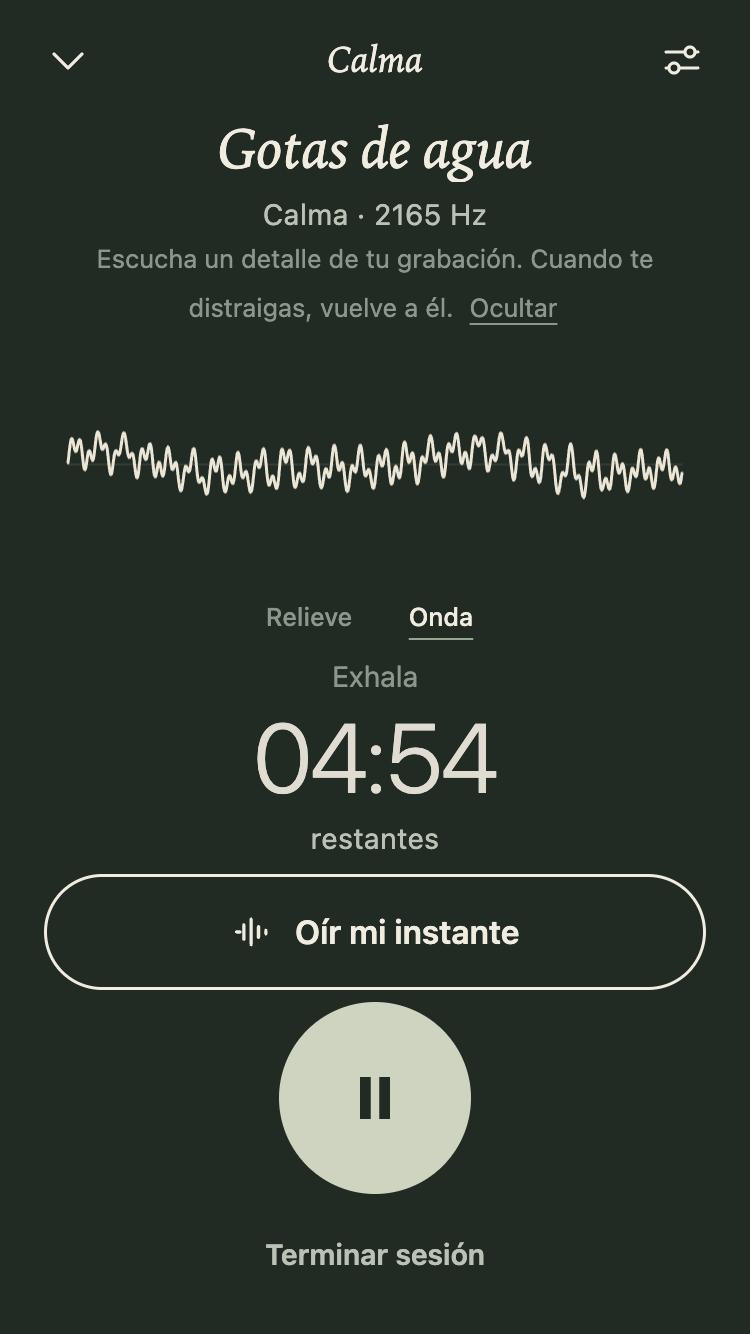 Calma
Gotas de agua
Calma · 2165 Hz
Escucha un detalle de tu grabación. Cuando te
distraigas, vuelve a él. Ocultar
Relieve Onda
Exhala
04:54
restantes
Oír mi instante
Terminar sesión